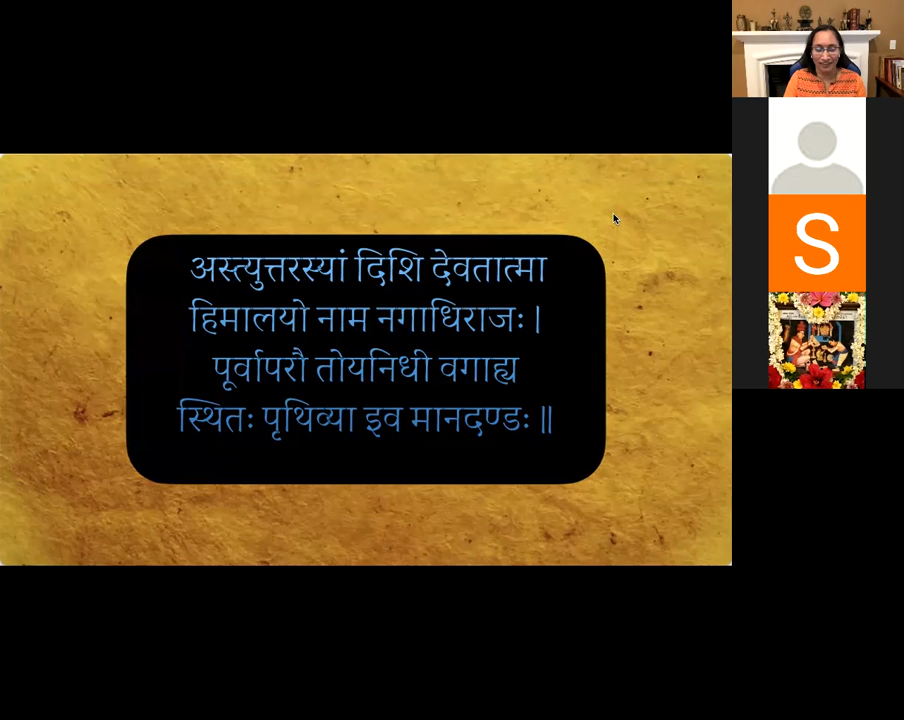 अस्त्युत्तरस्यां दिशि देवतात्मा
हिमालयो नाम नगाधिराजः |
पूर्वापरौ तोयनिधी वगाह्य
स्थितः पृथिव्या इव मानदण्डः ||
S